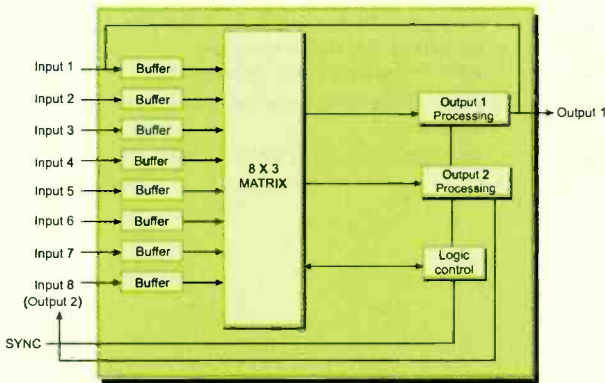 Input 1
Buffer
Input 2
Buffer
Input 3
Buffer
Input 4
Buffer
Input 5
Buffer
Input 6
Buffer
Input 7
Buffer
Input 8
(Output 2)
Buffer
SYNC
8 X 3
MATRIX
Output 1
Processing
Output 2
Processing
Logic
control
Output 1